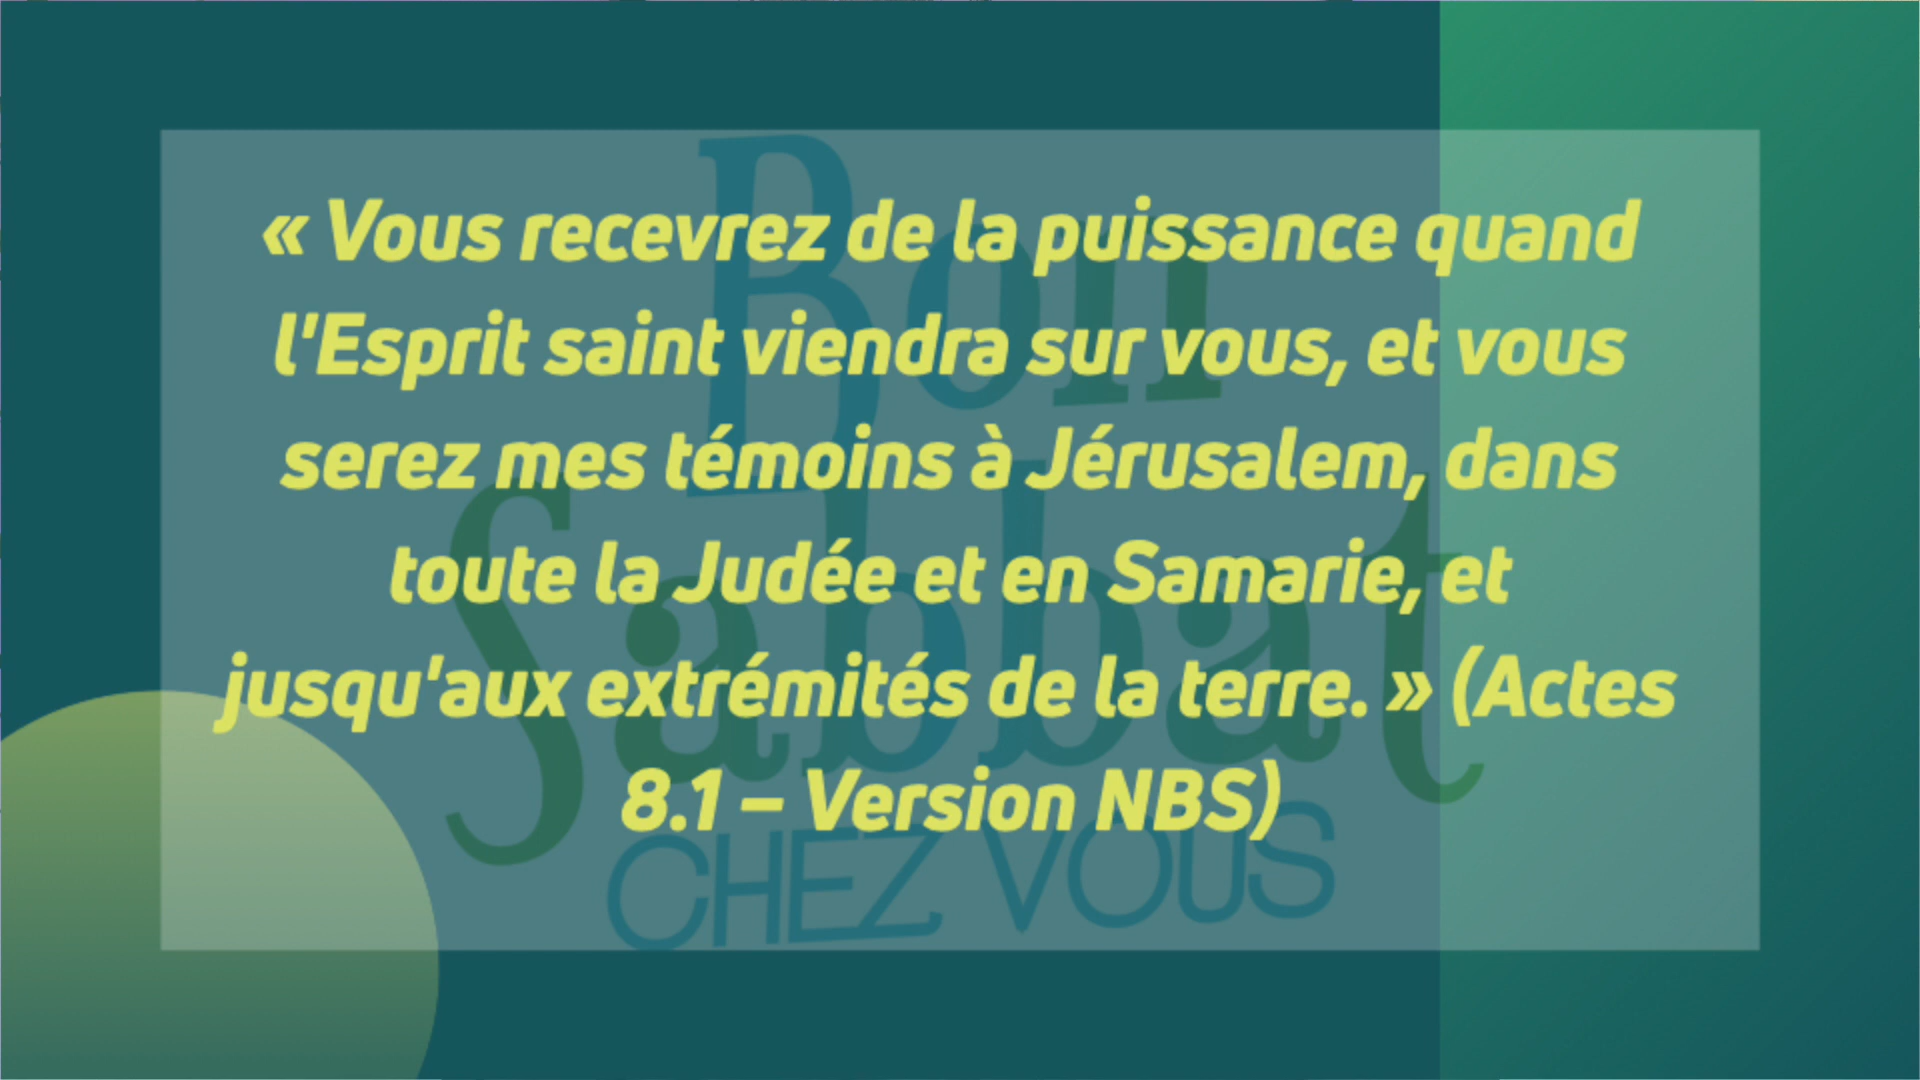 « Vous recevrez de la puissance quand
l'Esprit saint viendra sur vous, et vous
serez mes témoins à Jérusalem, dans
toute la Judée et en Samarie, et
jusqu'aux extrémités de la terre. » (Actes
8.1 – Version NBS)
Bon
Sabbat
CHEZ VOUS